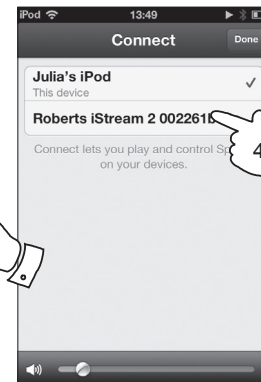 iPod 13:49
Connect Done
Julia's iPod
This device
Roberts iStream 2 002261
Connect lets you play and control
on your devices.
4